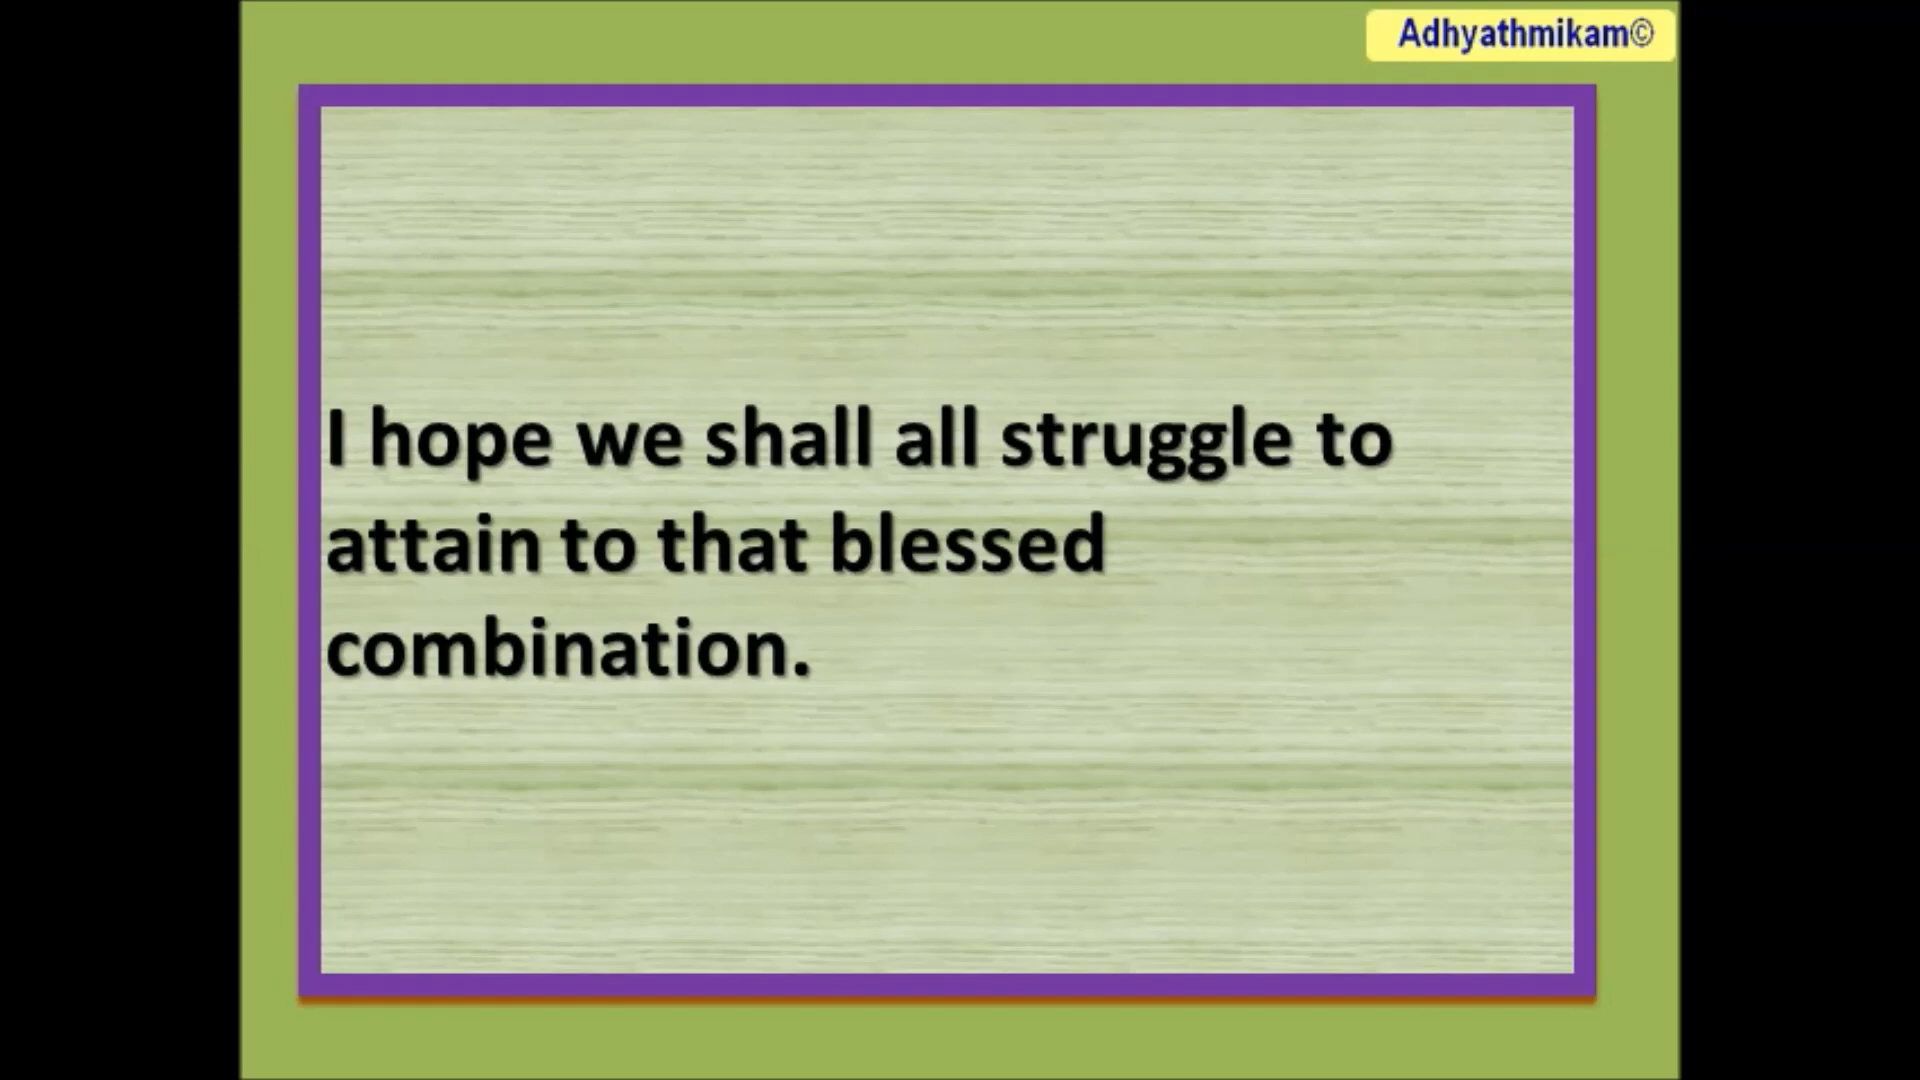 Adhyathmikam©
I hope we shall all struggle to
attain to that blessed
combination.